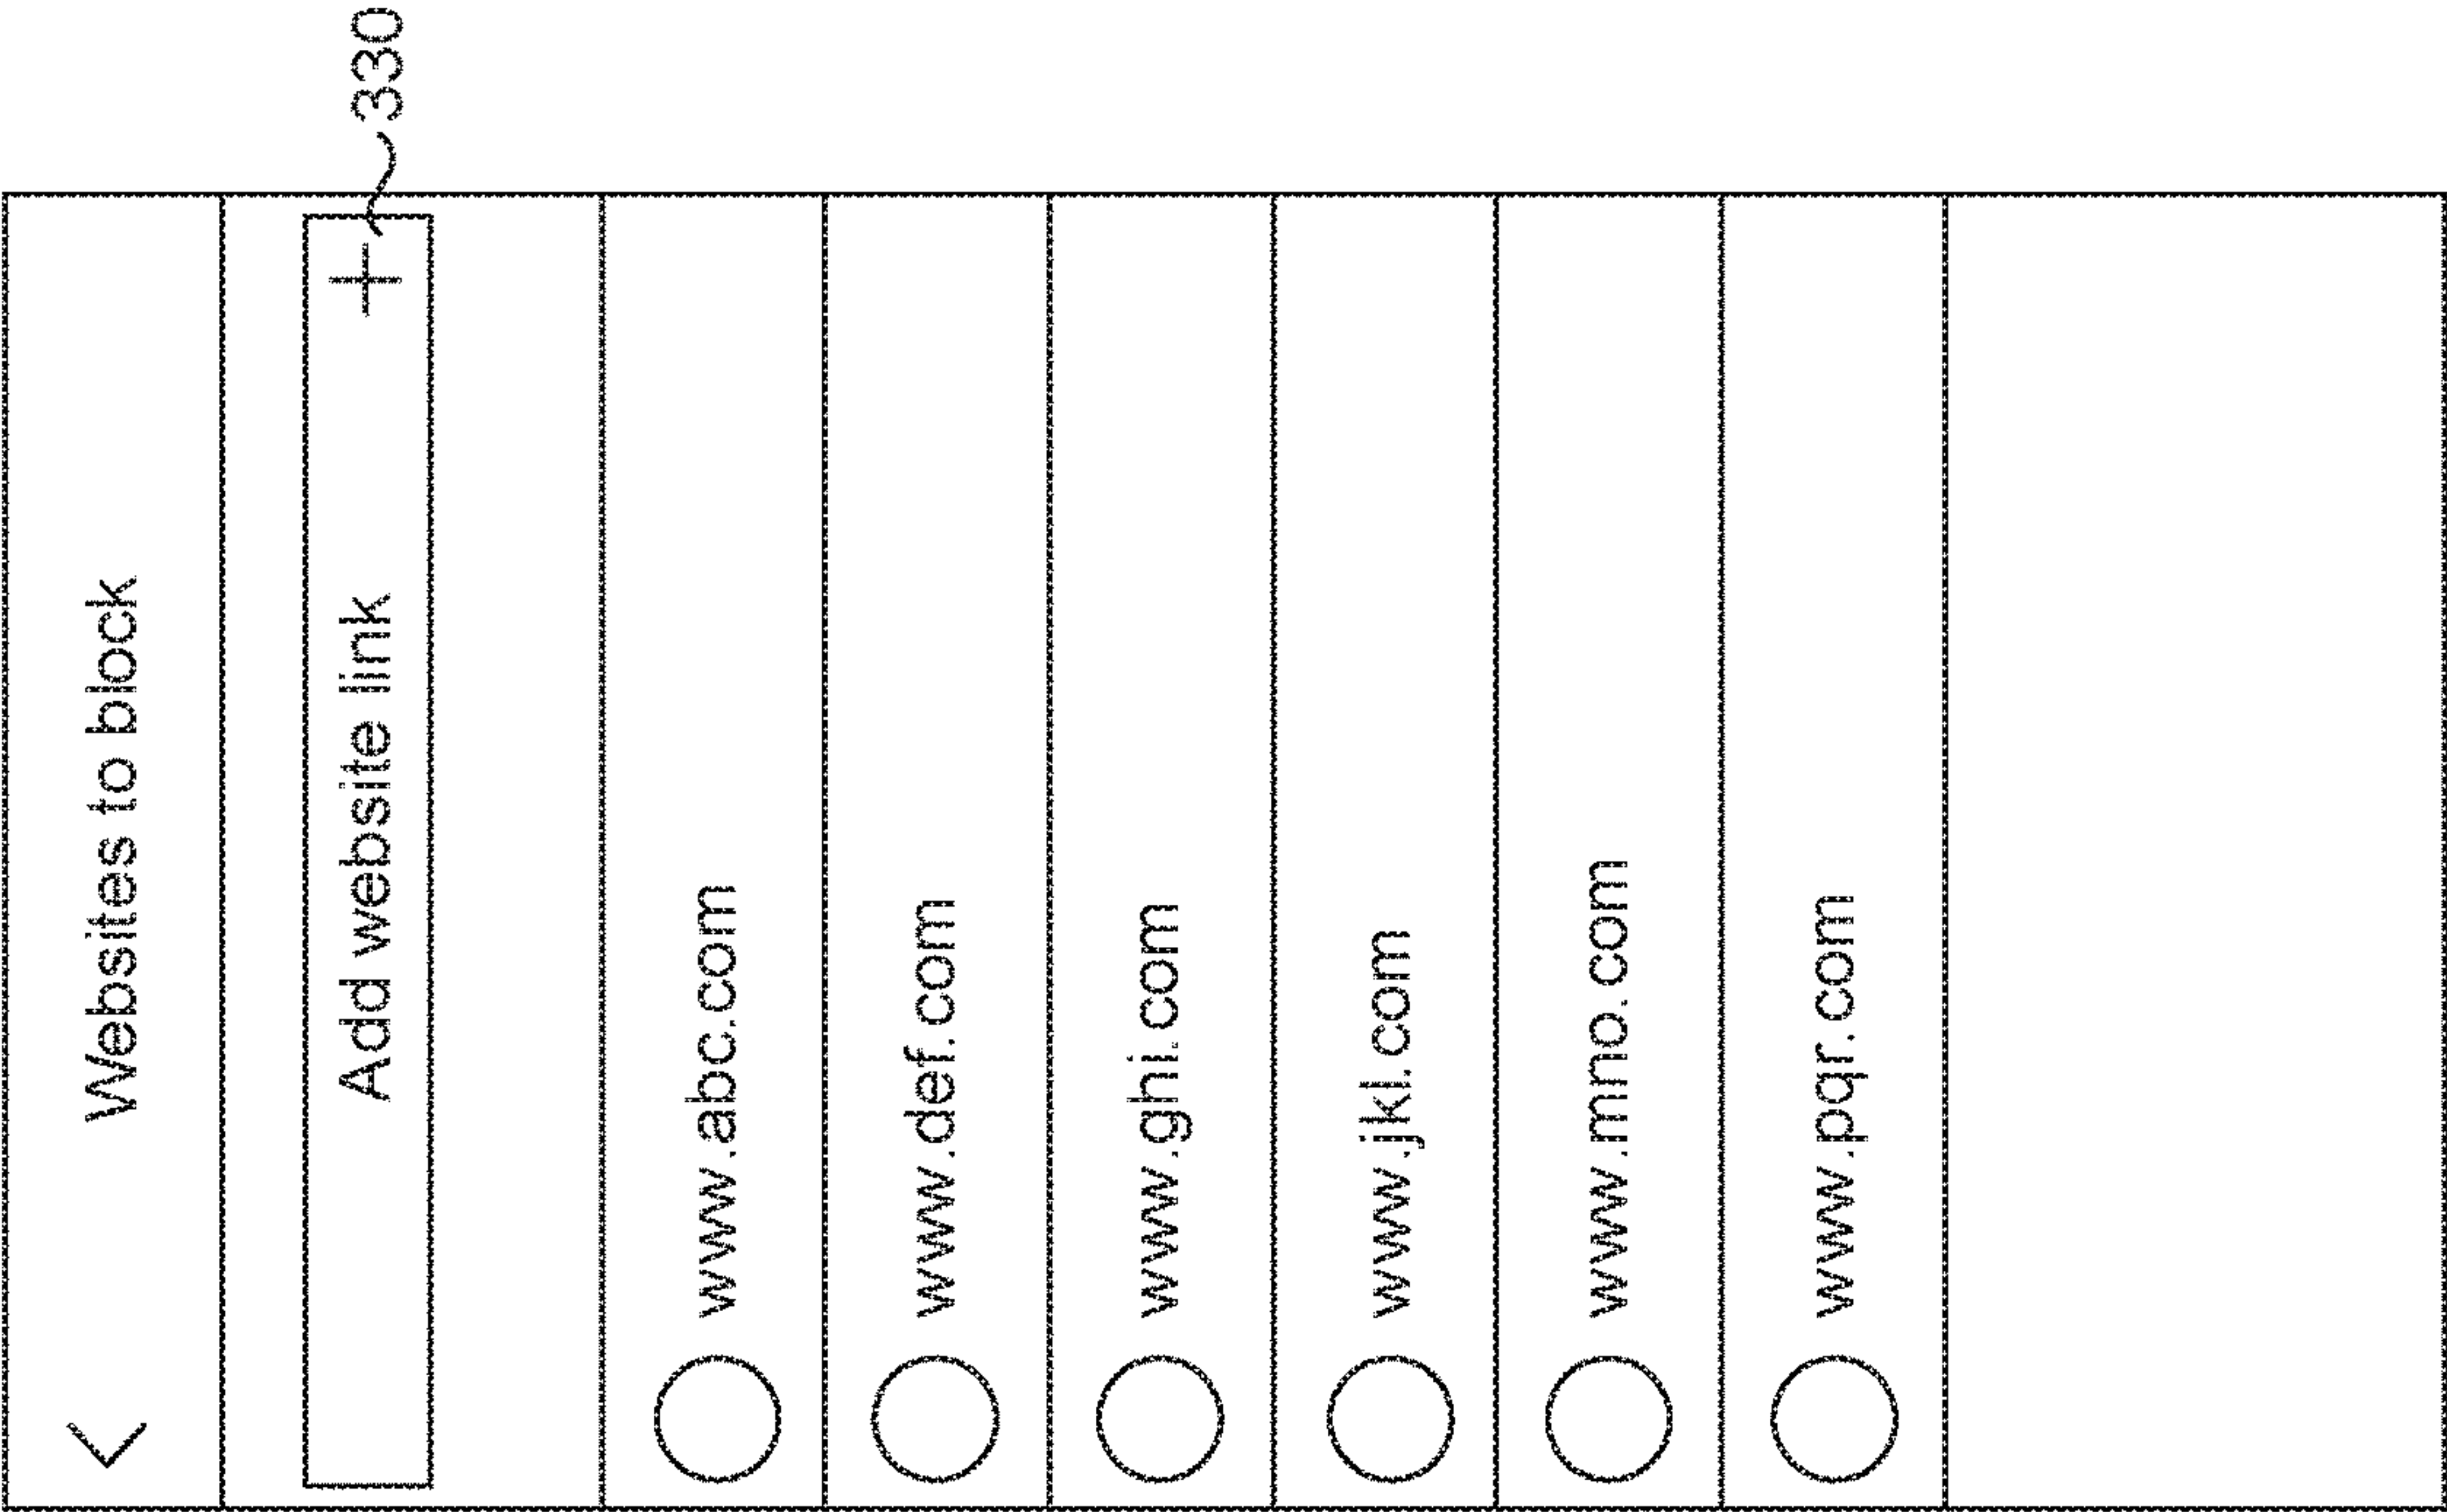 Websites to block
Add website link +
330
www.abc.com
www.def.com
www.ghi.com
www.jkl.com
www.mno.com
www.pqr.com